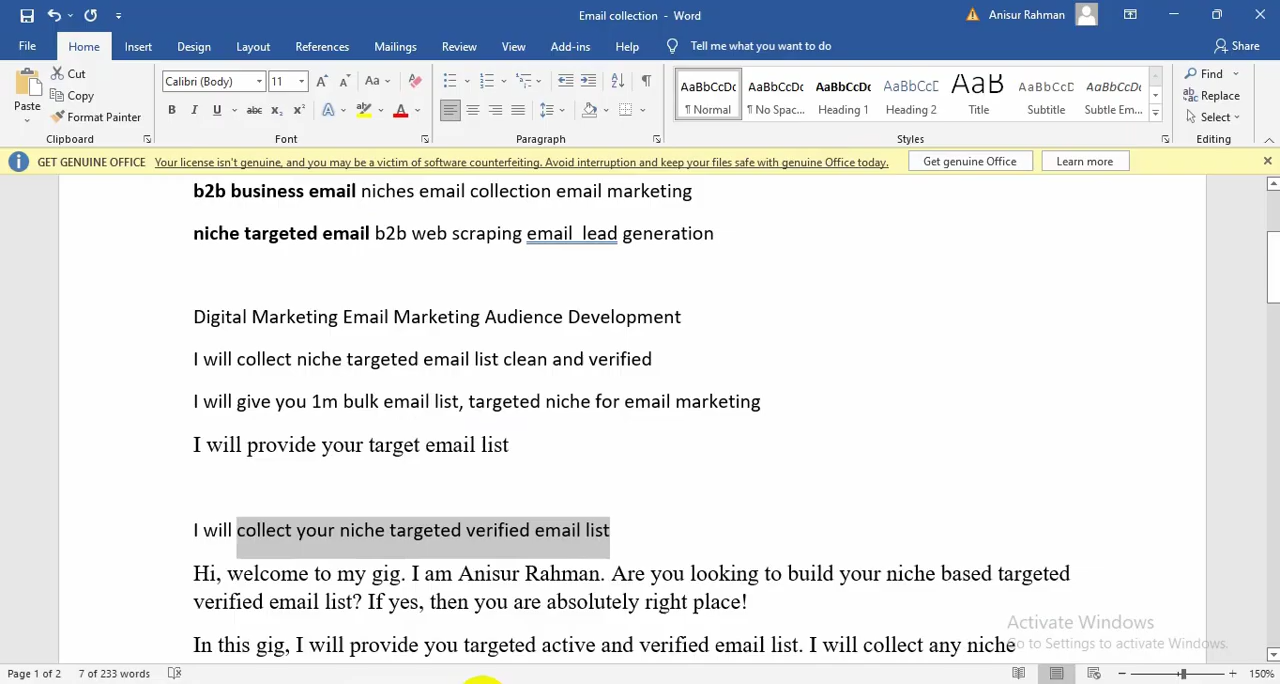 Email collection - Word
Anisur Rahman
File Home Insert Design Layout References Mailings Review View Add-ins Help Tell me what you want to do Share
Paste
Cut
Copy
Format Painter
Clipboard
Calibri (Body) 11
Font
Paragraph
AaBbCcDc AaBbCcDc AaBbCcDc AaBbCcD AaB AaBbCcD AaBbCcDc
¶ Normal ¶ No Spac... Heading 1 Heading 2 Title Subtitle Subtle Em...
Styles
Find
Replace
Select
Editing
GET GENUINE OFFICE Your license isn't genuine, and you may be a victim of software counterfeiting. Avoid interruption and keep your files safe with genuine Office today. Get genuine Office Learn more
b2b business email niches email collection email marketing
niche targeted email b2b web scraping email lead generation
Digital Marketing Email Marketing Audience Development
I will collect niche targeted email list clean and verified
I will give you 1m bulk email list, targeted niche for email marketing
I will provide your target email list
I will collect your niche targeted verified email list
Hi, welcome to my gig. I am Anisur Rahman. Are you looking to build your niche based targeted
verified email list? If yes, then you are absolutely right place!
In this gig, I will provide you targeted active and verified email list. I will collect any niche
Activate Windows
Go to Settings to activate Windows.
Page 1 of 2 7 of 233 words 150%